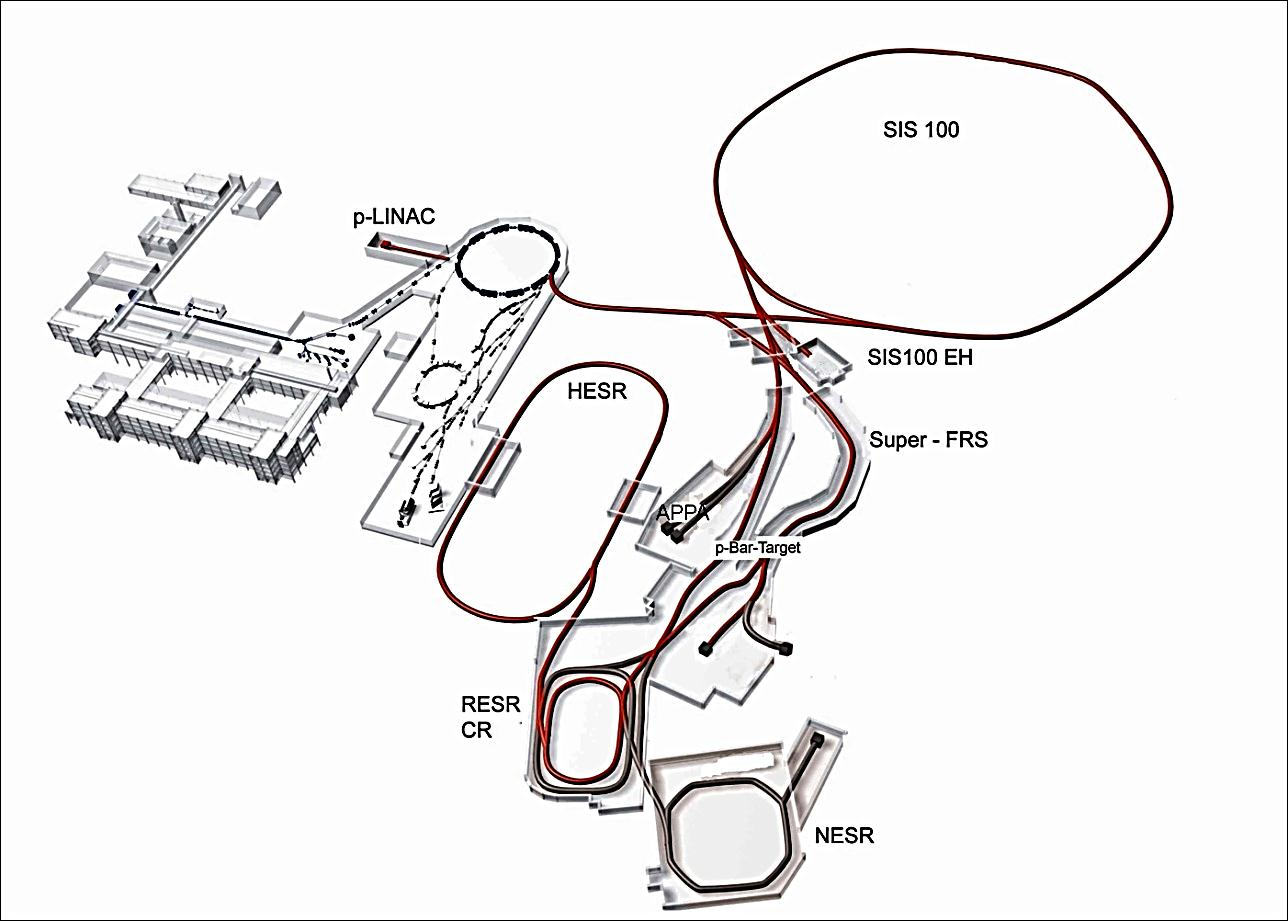 SIS 100
p-LINAC
SIS100 EH
HESR
Super - FRS
APPA
p-Bar-Target
RESR
CR
NESR